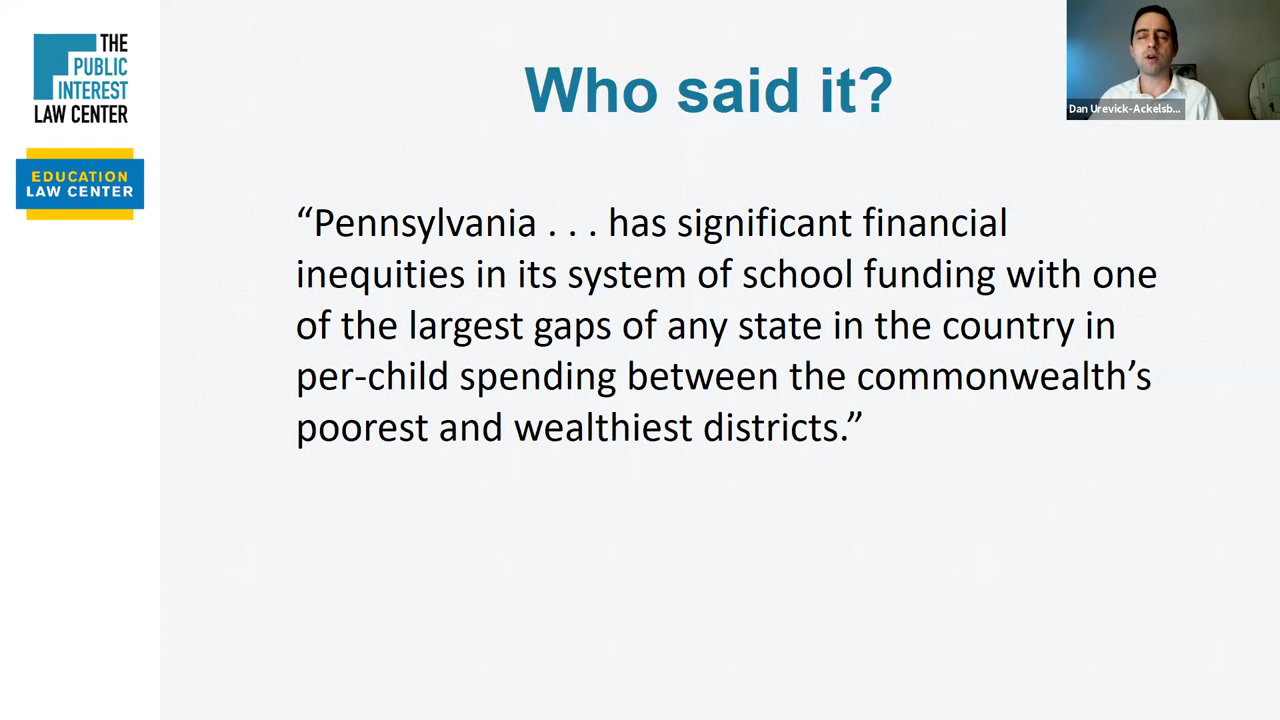 THE
PUBLIC
INTEREST
LAW CENTER
EDUCATION
LAW CENTER
Who said it?
Dan Urevick-Ackelsb...
“Pennsylvania . . . has significant financial
inequities in its system of school funding with one
of the largest gaps of any state in the country in
per-child spending between the commonwealth’s
poorest and wealthiest districts.”